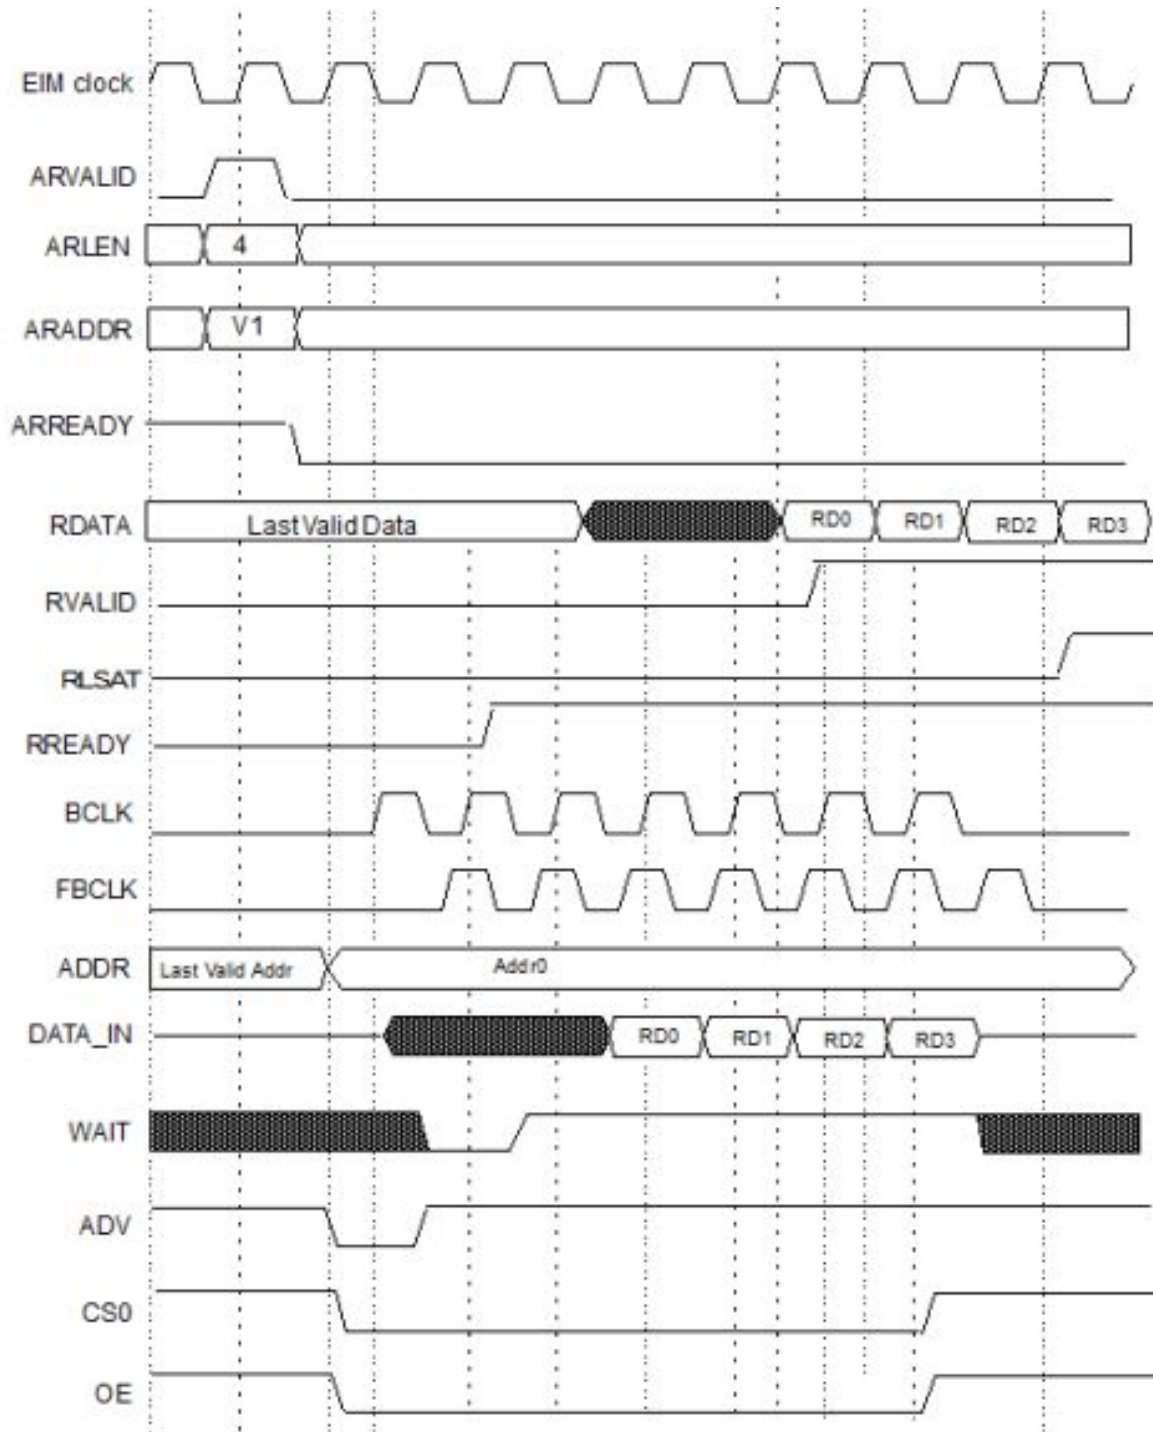 EIM clock
ARVALID
ARLEN 4
ARADDR V1
ARREADY
RDATA Last Valid Data RD0 RD1 RD2 RD3
RVALID
RLSAT
RREADY
BCLK
FBCLK
ADDR Last Valid Addr Addr0
DATA_IN RD0 RD1 RD2 RD3
WAIT
ADV
CS0
OE